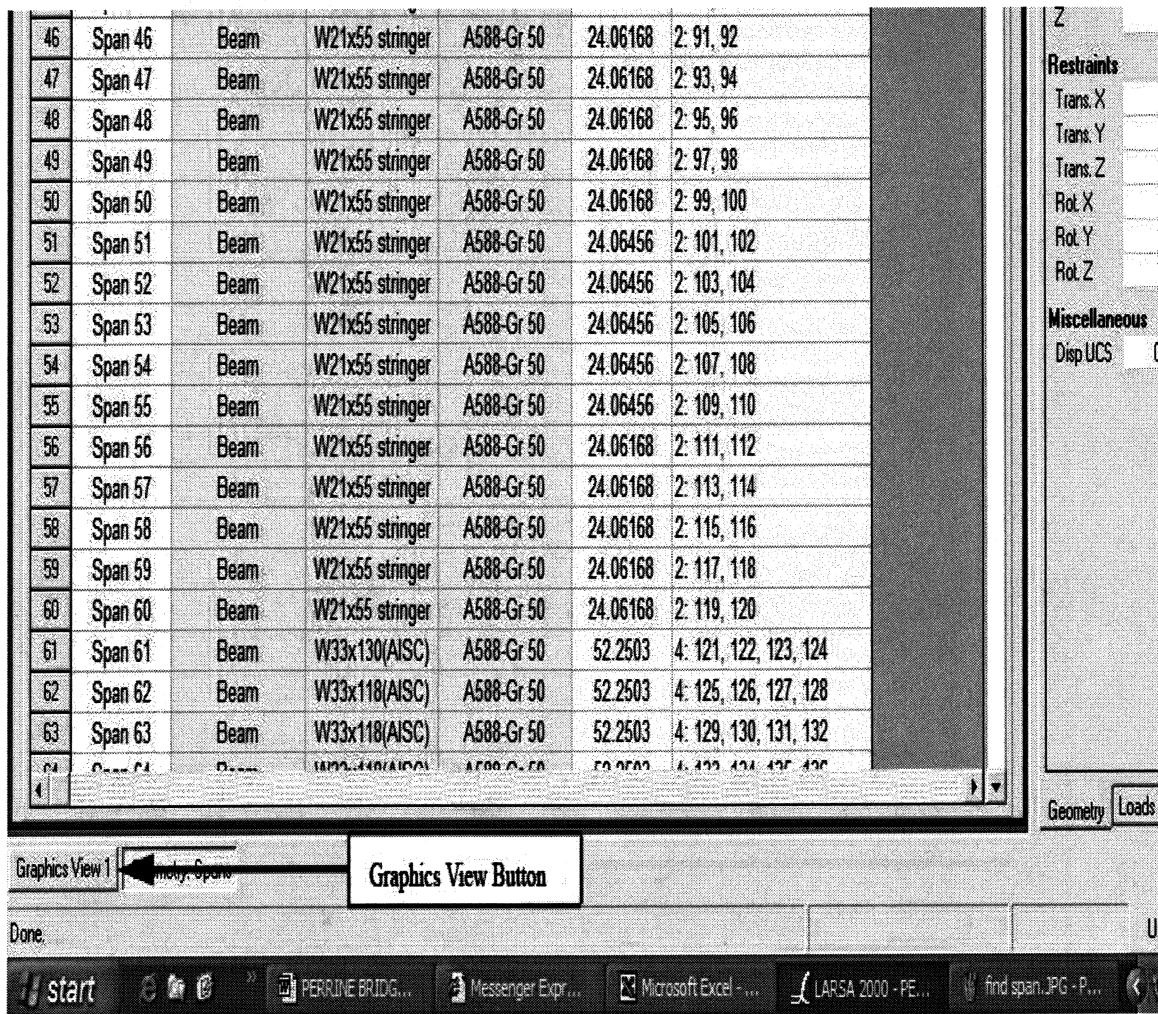 46 Span 46 Beam W21x55 stringer A588-Gr 50 24.06168 2: 91, 92
47 Span 47 Beam W21x55 stringer A588-Gr 50 24.06168 2: 93, 94
48 Span 48 Beam W21x55 stringer A588-Gr 50 24.06168 2: 95, 96
49 Span 49 Beam W21x55 stringer A588-Gr 50 24.06168 2: 97, 98
50 Span 50 Beam W21x55 stringer A588-Gr 50 24.06168 2: 99, 100
51 Span 51 Beam W21x55 stringer A588-Gr 50 24.06456 2: 101, 102
52 Span 52 Beam W21x55 stringer A588-Gr 50 24.06456 2: 103, 104
53 Span 53 Beam W21x55 stringer A588-Gr 50 24.06456 2: 105, 106
54 Span 54 Beam W21x55 stringer A588-Gr 50 24.06456 2: 107, 108
55 Span 55 Beam W21x55 stringer A588-Gr 50 24.06456 2: 109, 110
56 Span 56 Beam W21x55 stringer A588-Gr 50 24.06168 2: 111, 112
57 Span 57 Beam W21x55 stringer A588-Gr 50 24.06168 2: 113, 114
58 Span 58 Beam W21x55 stringer A588-Gr 50 24.06168 2: 115, 116
59 Span 59 Beam W21x55 stringer A588-Gr 50 24.06168 2: 117, 118
60 Span 60 Beam W21x55 stringer A588-Gr 50 24.06168 2: 119, 120
61 Span 61 Beam W33x130(AISC) A588-Gr 50 52.2503 4: 121, 122, 123, 124
62 Span 62 Beam W33x118(AISC) A588-Gr 50 52.2503 4: 125, 126, 127, 128
63 Span 63 Beam W33x118(AISC) A588-Gr 50 52.2503 4: 129, 130, 131, 132
Z
Restraints
Trans. X
Trans. Y
Trans. Z
Rot. X
Rot. Y
Rot. Z
Miscellaneous
Disp UCS
Geometry Loads
Graphics View 1
Graphics View Button
Done.
start PERRINE BRIDG... Messenger Expr... Microsoft Excel - ... LARSA 2000 - PE... find span.JPG - P...